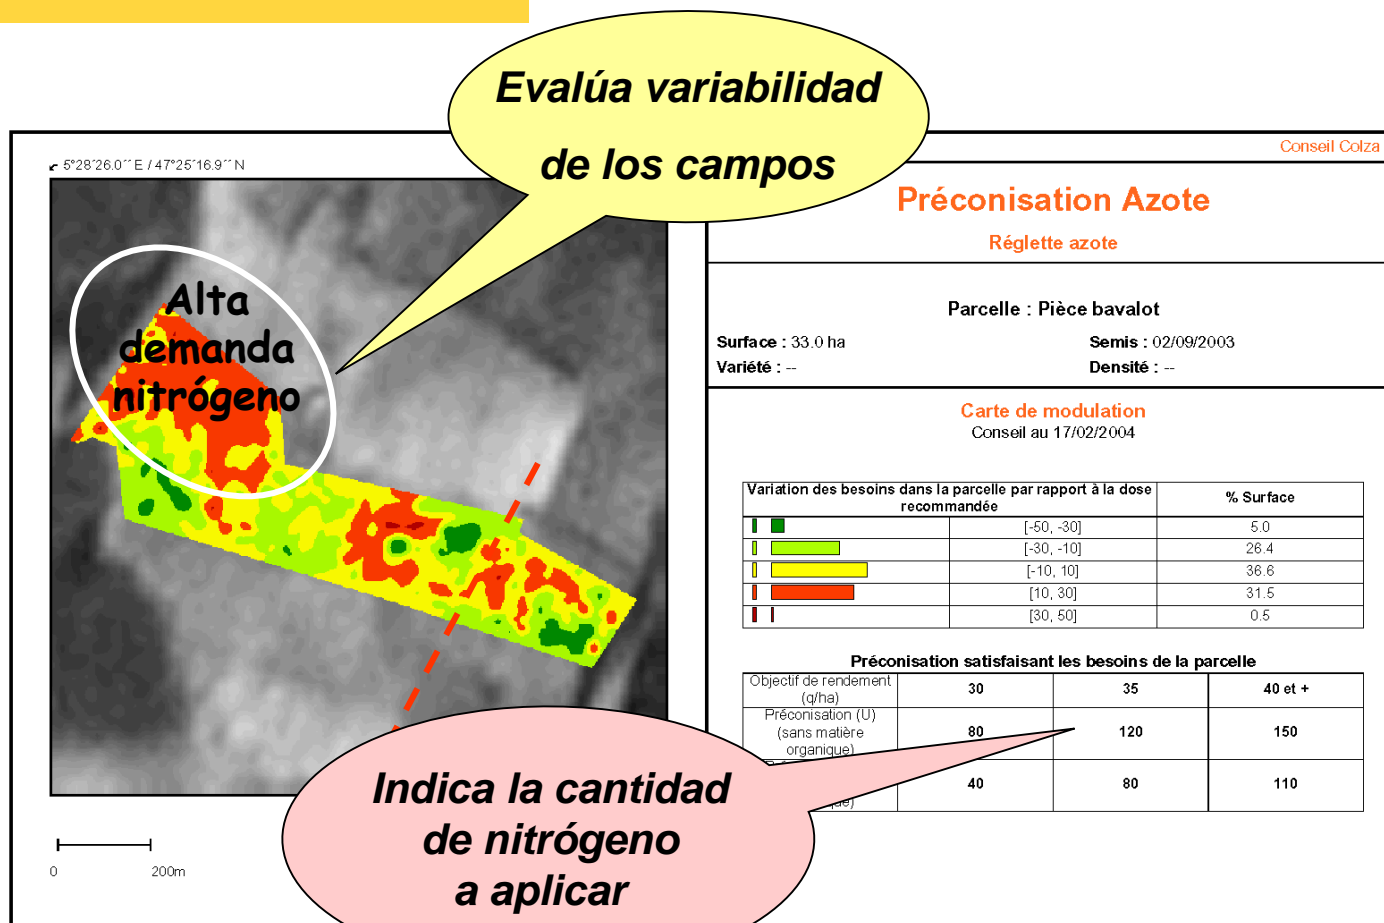 Evalúa variabilidad
de los campos
5°28´26.0´´ E / 47°25´16.9´´ N
Alta
demanda
nitrógeno
0
200m
Conseil Colza
Préconisation Azote
Réglette azote
Parcelle : Pièce bavalot
Surface : 33.0 ha
Semis : 02/09/2003
Variété : --
Densité : --
Carte de modulation
Conseil au 17/02/2004
Variation des besoins dans la parcelle par rapport à la dose
recommandée
% Surface
[-50, -30] 5.0
[-30, -10] 26.4
[-10, 10] 36.6
[10, 30] 31.5
[30, 50] 0.5
Préconisation satisfaisant les besoins de la parcelle
Objectif de rendement
(q/ha)
30 35 40 et +
Préconisation (U)
(sans matière
organique)
80 120 150
40 80 110
Indica la cantidad
de nitrógeno
a aplicar